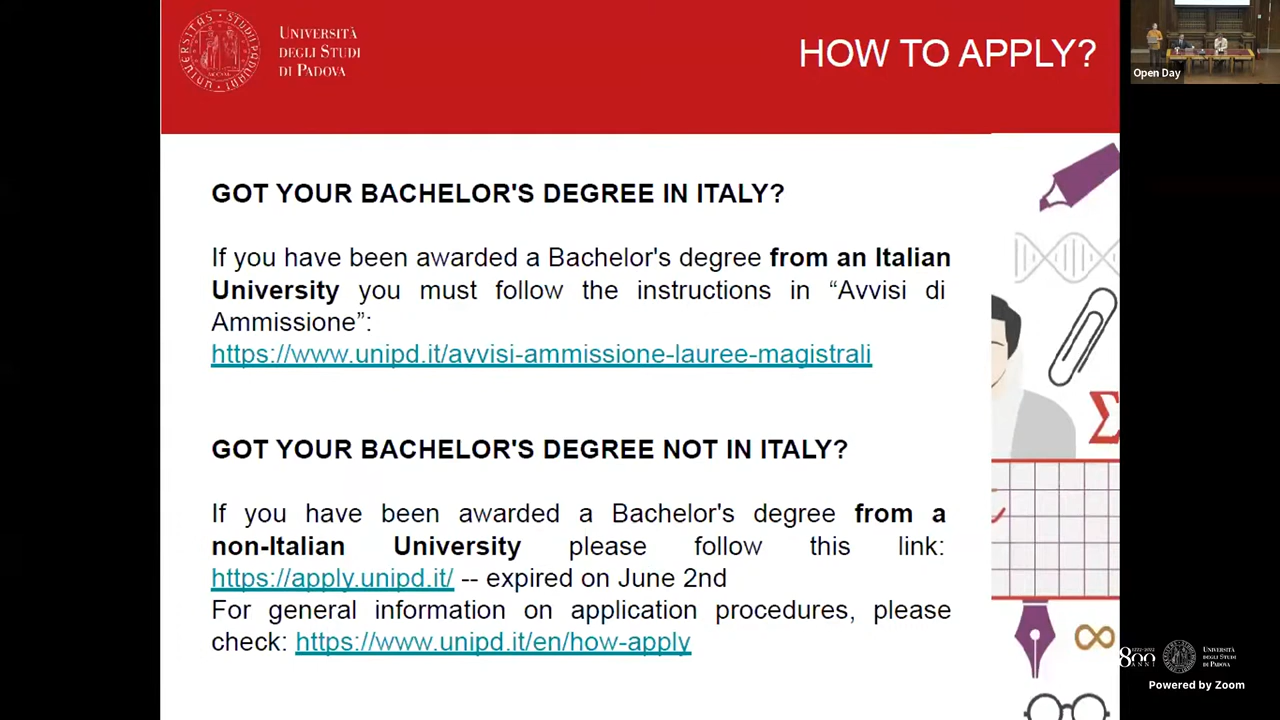 UNIVERSITÀ
DEGLI STUDI
DI PADOVA
HOW TO APPLY?
Open Day
GOT YOUR BACHELOR'S DEGREE IN ITALY?
If you have been awarded a Bachelor's degree from an Italian
University you must follow the instructions in “Avvisi di
Ammissione”:
https://www.unipd.it/avvisi-ammissione-lauree-magistrali
GOT YOUR BACHELOR'S DEGREE NOT IN ITALY?
If you have been awarded a Bachelor's degree from a
non-Italian University please follow this link:
https://apply.unipd.it/ -- expired on June 2nd
For general information on application procedures, please
check: https://www.unipd.it/en/how-apply
Σ
∞
800
ANNI
UNIVERSITÀ
DEGLI STUDI
DI PADOVA
Powered by Zoom